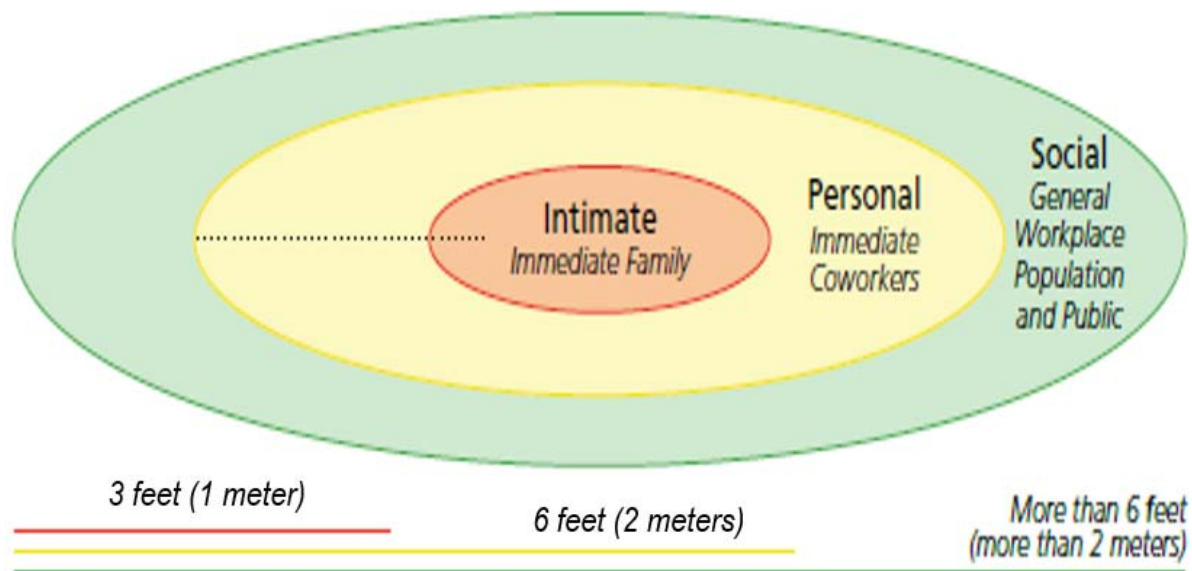 Intimate
Immediate Family
Personal
Immediate
Coworkers
Social
General
Workplace
Population
and Public
3 feet (1 meter)
6 feet (2 meters)
More than 6 feet
(more than 2 meters)